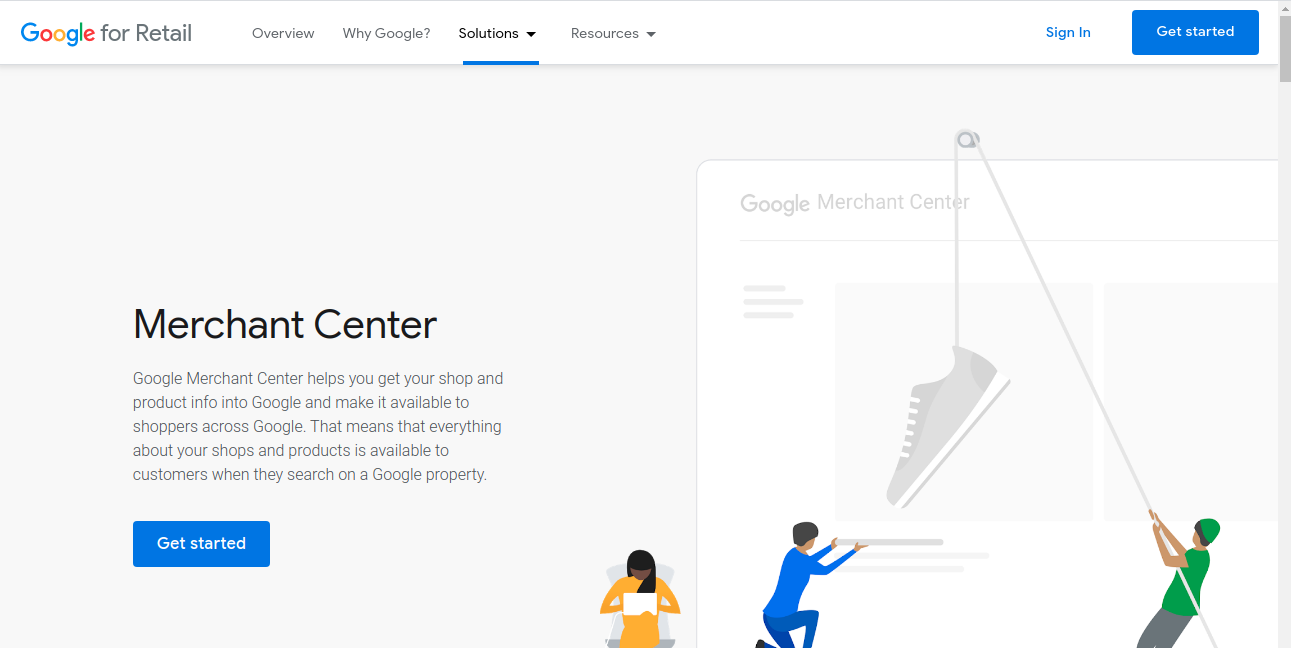 Google for Retail
Overview
Why Google?
Solutions
Resources
Sign In
Get started
Google Merchant Center
Merchant Center
Google Merchant Center helps you get your shop and
product info into Google and make it available to
shoppers across Google. That means that everything
about your shops and products is available to
customers when they search on a Google property.
Get started